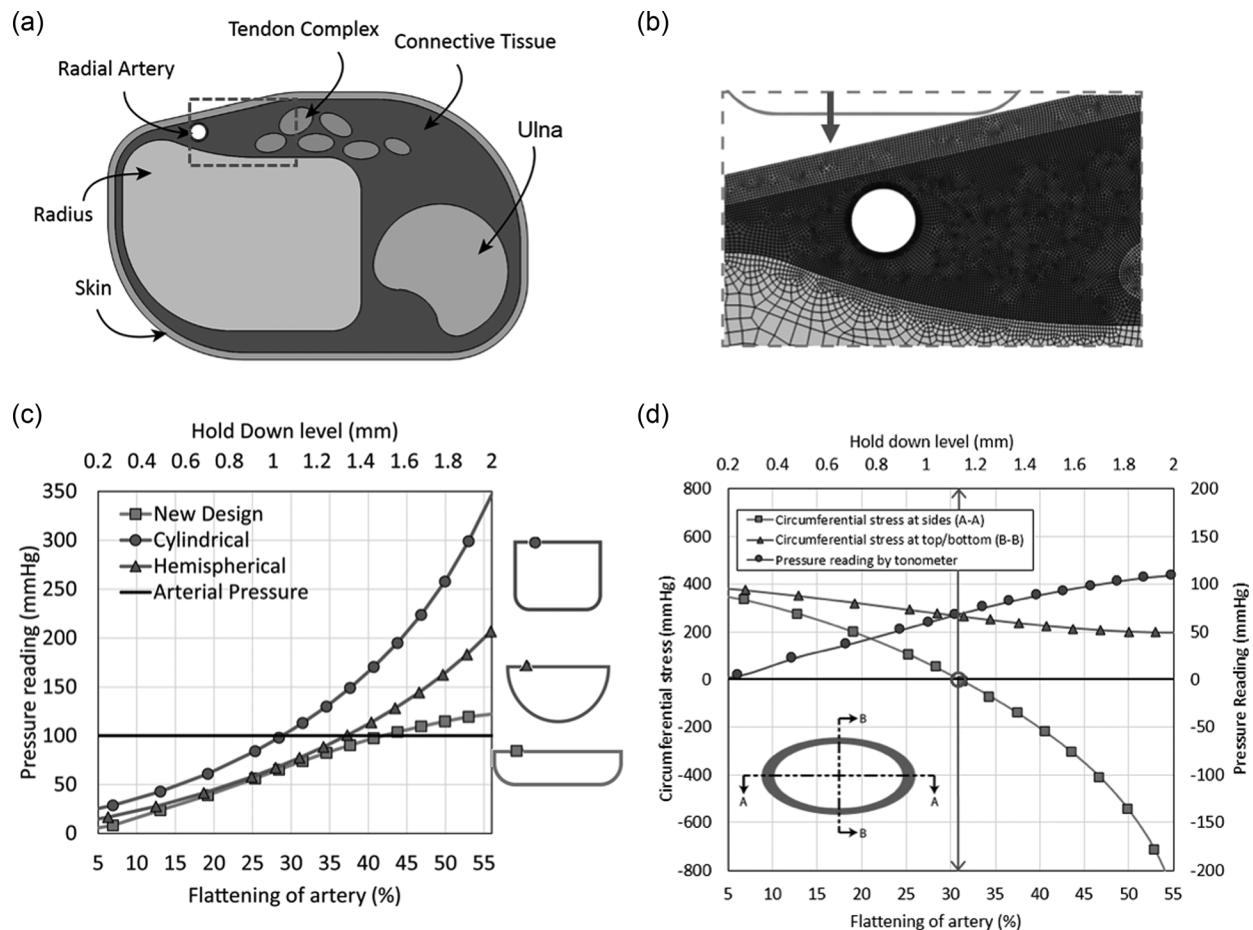 (a)
Tendon Complex
Connective Tissue
Radial Artery
Ulna
Radius
Skin
(b)
(c)
Hold Down level (mm)
0.2 0.4 0.6 0.8 1 1.2 1.4 1.6 1.8 2
350
300
250
200
150
100
50
0
Pressure reading (mmHg)
New Design
Cylindrical
Hemispherical
Arterial Pressure
5 10 15 20 25 30 35 40 45 50 55
Flattening of artery (%)
(d)
Hold down level (mm)
0.2 0.4 0.6 0.8 1 1.2 1.4 1.6 1.8 2
800
600
400
200
0
-200
-400
-600
-800
Circumferential stress (mmHg)
Circumferential stress at sides (A-A)
Circumferential stress at top/bottom (B-B)
Pressure reading by tonometer
B
A
A
B
200
150
100
50
0
-50
-100
-150
-200
Pressure Reading (mmHg)
5 10 15 20 25 30 35 40 45 50 55
Flattening of artery (%)